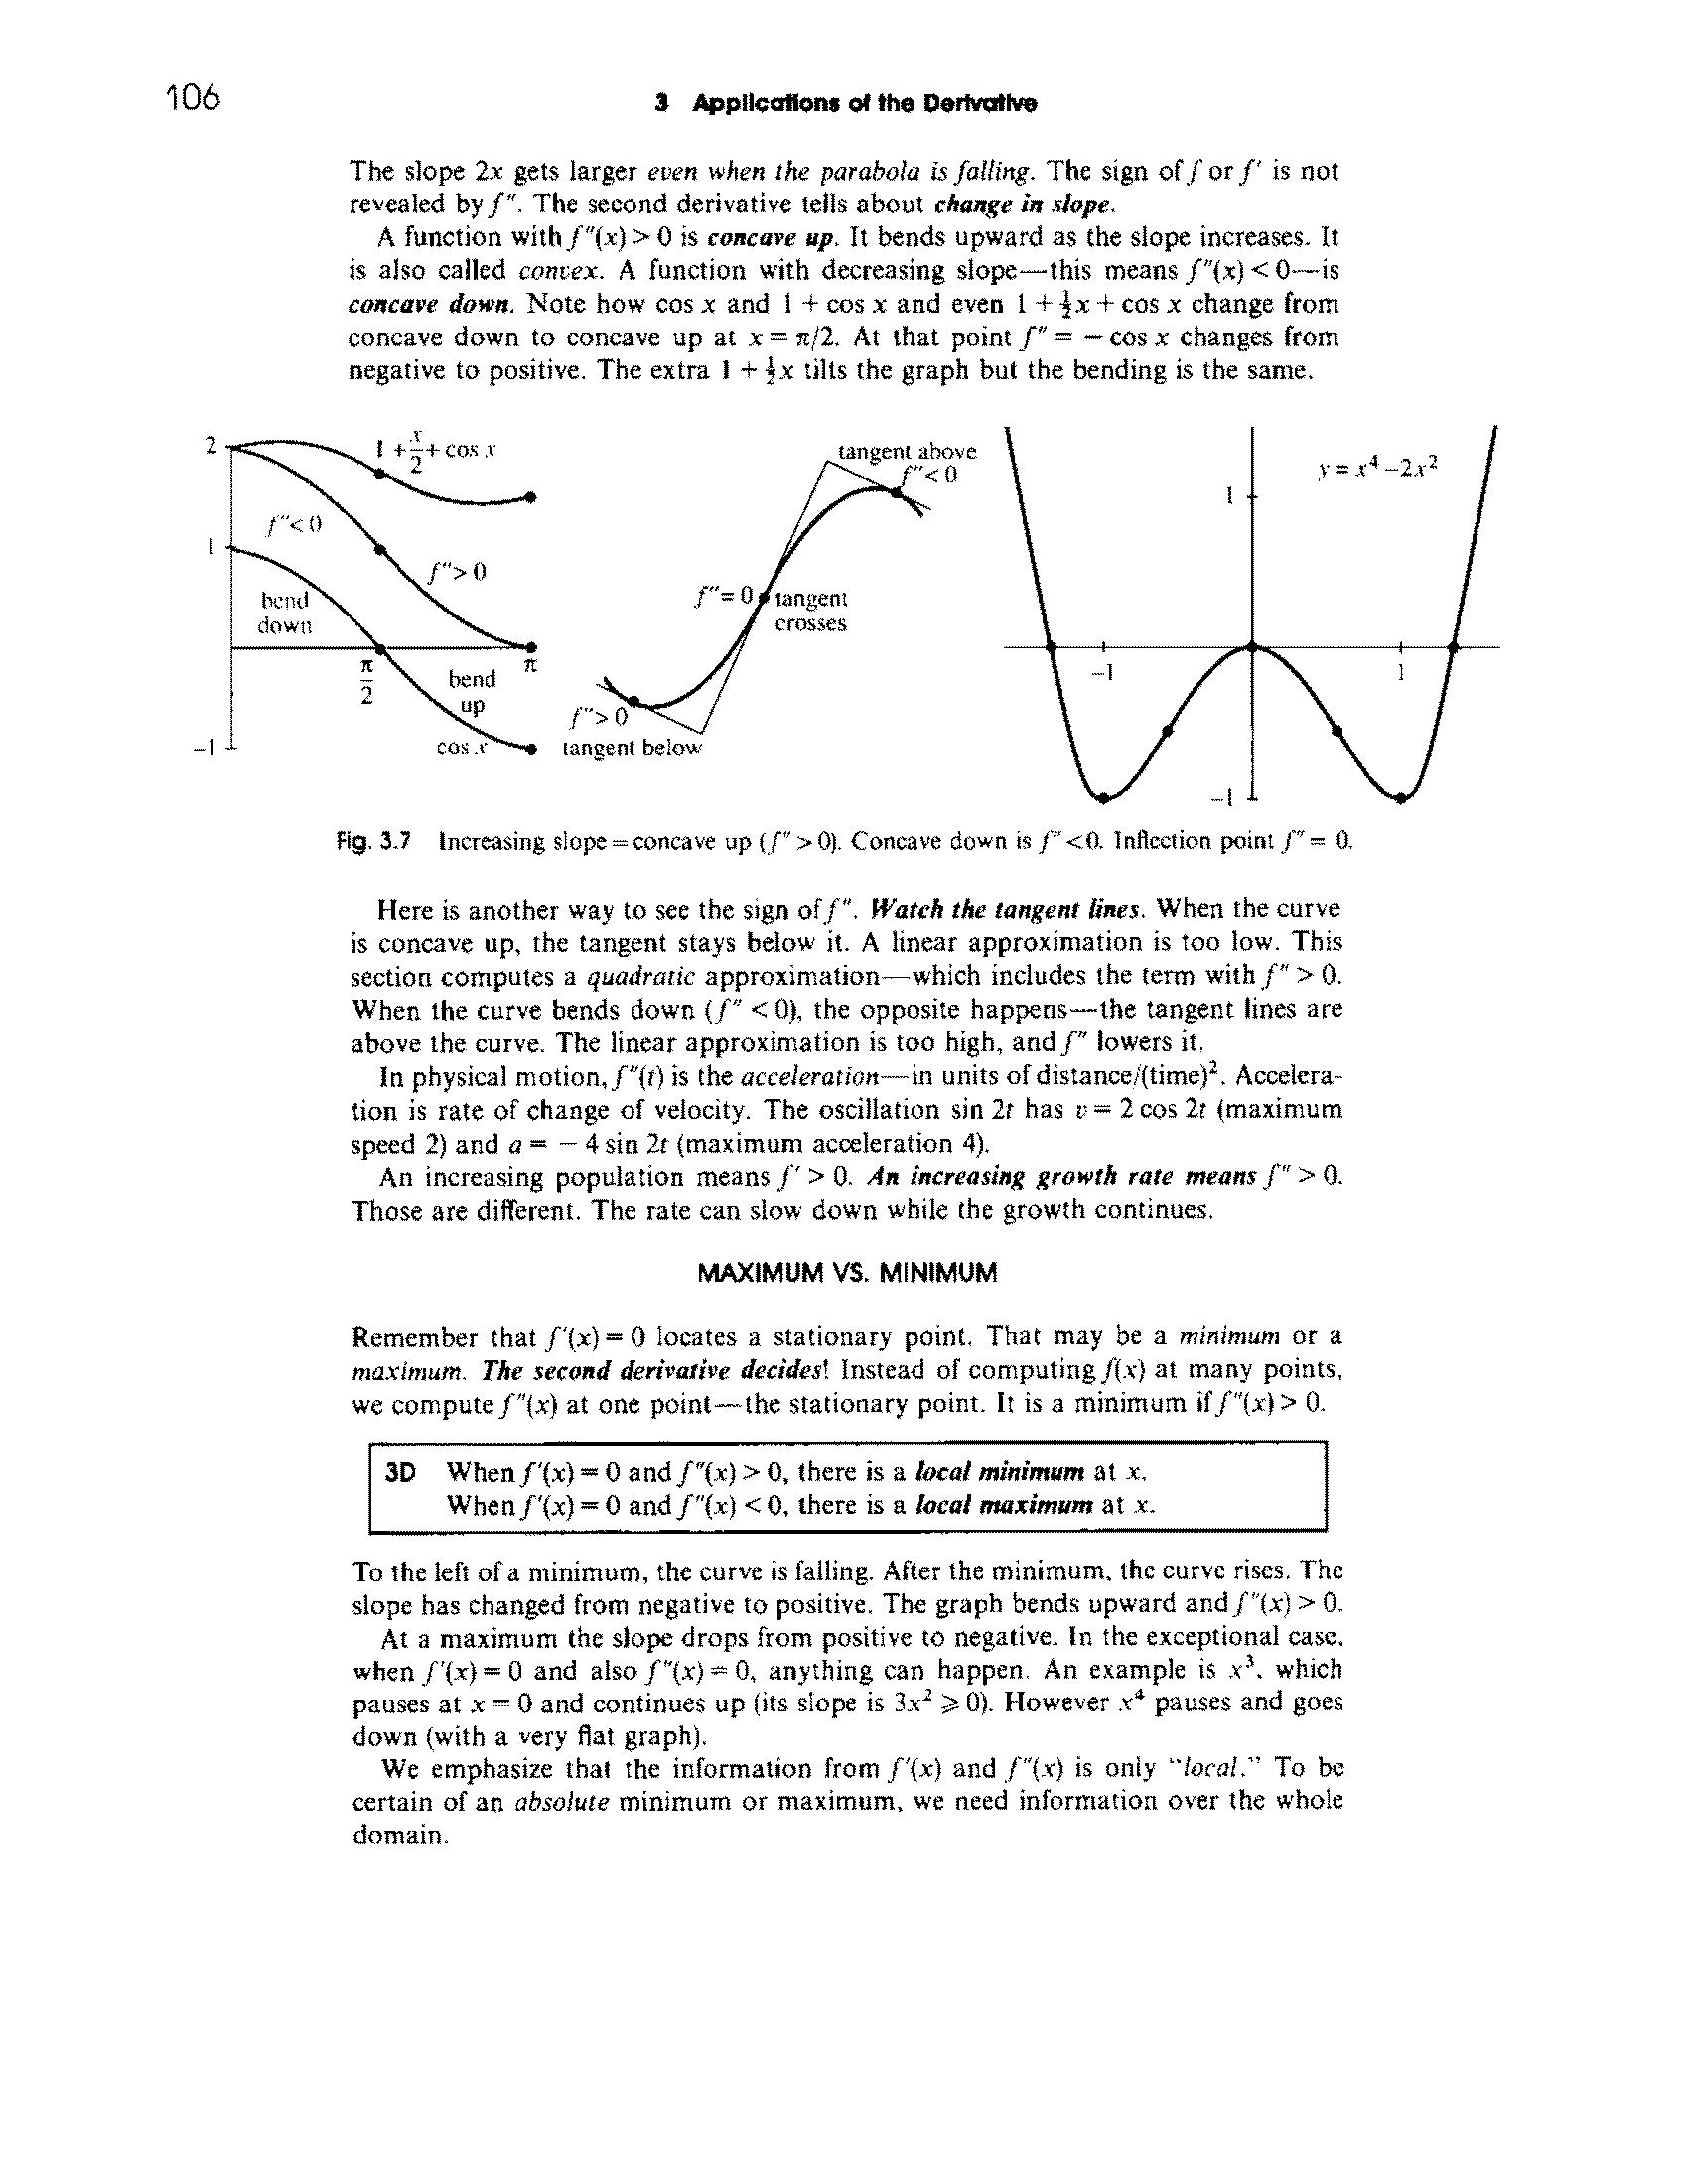 106
3 Applications of the Derivative
The slope 2x gets larger even when the parabola is falling. The sign of f or f′ is not
revealed by f″. The second derivative tells about change in slope.
A function with f″(x) > 0 is concave up. It bends upward as the slope increases. It
is also called convex. A function with decreasing slope—this means f″(x) < 0—is
concave down. Note how cos x and 1 + cos x and even 1 + ½x + cos x change from
concave down to concave up at x = π/2. At that point f″ = − cos x changes from
negative to positive. The extra 1 + ½x tilts the graph but the bending is the same.
2
1 + x/2 + cos x
f″<0
1
f″>0
bend
down
π/2
π
bend
up
−1
cos x
tangent above
f″<0
f″=0
tangent
crosses
f″>0
tangent below
y = x⁴−2x²
1
−1
1
−1
Fig. 3.7 Increasing slope = concave up (f″ > 0). Concave down is f″ <0. Inflection point f″ = 0.
Here is another way to see the sign of f″. Watch the tangent lines. When the curve
is concave up, the tangent stays below it. A linear approximation is too low. This
section computes a quadratic approximation—which includes the term with f″ > 0.
When the curve bends down (f″ < 0), the opposite happens—the tangent lines are
above the curve. The linear approximation is too high, and f″ lowers it.
In physical motion, f″(t) is the acceleration—in units of distance/(time)². Accelera-
tion is rate of change of velocity. The oscillation sin 2t has v = 2 cos 2t (maximum
speed 2) and a = − 4 sin 2t (maximum acceleration 4).
An increasing population means f′ > 0. An increasing growth rate means f″ > 0.
Those are different. The rate can slow down while the growth continues.
MAXIMUM VS. MINIMUM
Remember that f′(x) = 0 locates a stationary point. That may be a minimum or a
maximum. The second derivative decides! Instead of computing f(x) at many points,
we compute f″(x) at one point—the stationary point. It is a minimum if f″(x) > 0.
3D When f′(x) = 0 and f″(x) > 0, there is a local minimum at x.
When f′(x) = 0 and f″(x) < 0, there is a local maximum at x.
To the left of a minimum, the curve is falling. After the minimum, the curve rises. The
slope has changed from negative to positive. The graph bends upward and f″(x) > 0.
At a maximum the slope drops from positive to negative. In the exceptional case,
when f′(x) = 0 and also f″(x) = 0, anything can happen. An example is x³, which
pauses at x = 0 and continues up (its slope is 3x² ⩾ 0). However x⁴ pauses and goes
down (with a very flat graph).
We emphasize that the information from f′(x) and f″(x) is only "local." To be
certain of an absolute minimum or maximum, we need information over the whole
domain.